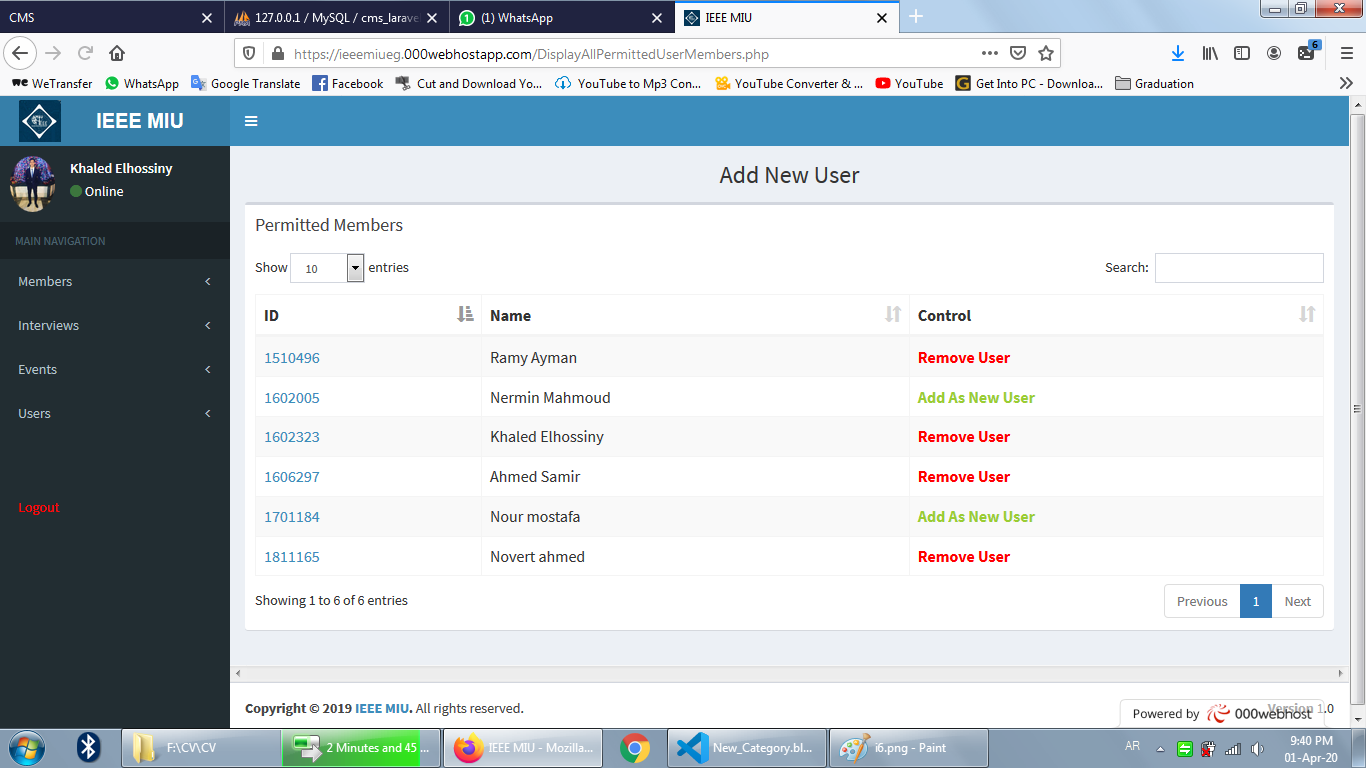 CMS
127.0.0.1 / MySQL / cms_larave
(1) WhatsApp
IEEE MIU
https://ieeemiueg.000webhostapp.com/DisplayAllPermittedUserMembers.php
6
WeTransfer
WhatsApp
Google Translate
Facebook
Cut and Download Yo...
YouTube to Mp3 Con...
YouTube Converter & ...
YouTube
Get Into PC - Downloa...
Graduation
IEEE MIU
Khaled Elhossiny
Online
MAIN NAVIGATION
Members
Interviews
Events
Users
Logout
Add New User
Permitted Members
Show 10 entries
Search:
ID Name Control
1510496 Ramy Ayman Remove User
1602005 Nermin Mahmoud Add As New User
1602323 Khaled Elhossiny Remove User
1606297 Ahmed Samir Remove User
1701184 Nour mostafa Add As New User
1811165 Novert ahmed Remove User
Showing 1 to 6 of 6 entries
Previous 1 Next
Copyright © 2019 IEEE MIU. All rights reserved.
Version 1.0
Powered by 000webhost
F:\CV\CV
2 Minutes and 45 ...
IEEE MIU - Mozilla...
New_Category.bl...
i6.png - Paint
AR
9:40 PM
01-Apr-20